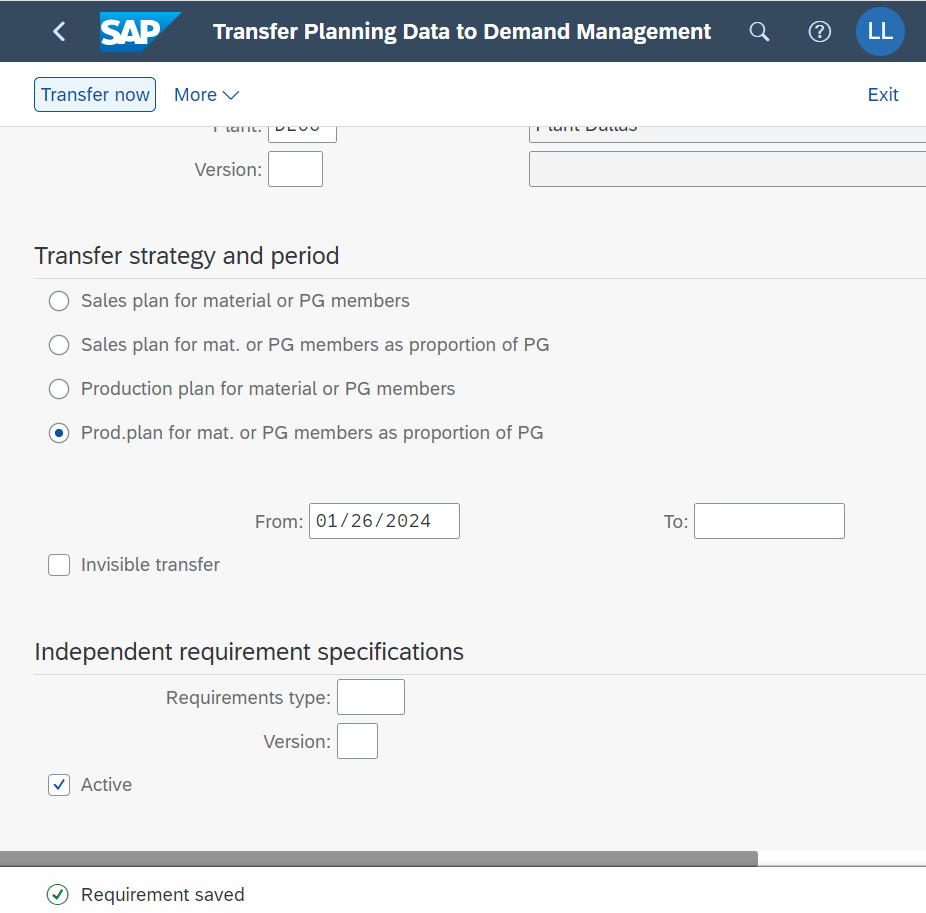 SAP Transfer Planning Data to Demand Management LL
Transfer now More Exit
Plant: Plant Dallas
Version:
Transfer strategy and period
Sales plan for material or PG members
Sales plan for mat. or PG members as proportion of PG
Production plan for material or PG members
Prod.plan for mat. or PG members as proportion of PG
From: 01/26/2024 To:
Invisible transfer
Independent requirement specifications
Requirements type:
Version:
Active
Requirement saved